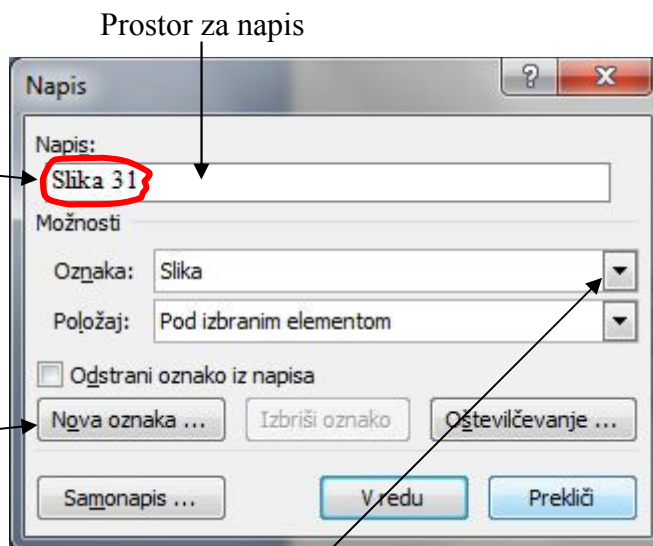 Prostor za napis
Napis
Napis:
Slika 31
Možnosti
Oznaka: Slika
Položaj: Pod izbranim elementom
Odstrani oznako iz napisa
Nova oznaka ... Izbriši oznako Oštevilčevanje ...
Samonapis ... V redu Prekliči